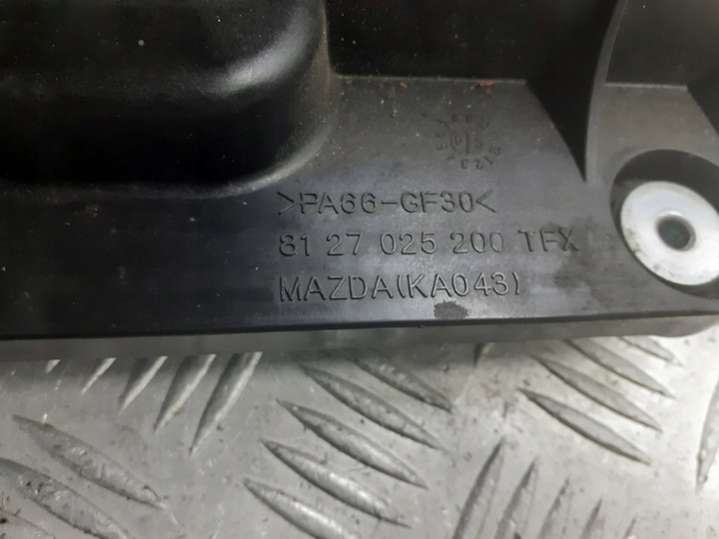 >PA66-GF30<
81 27 025 200 TFX
MAZDA(KA043)